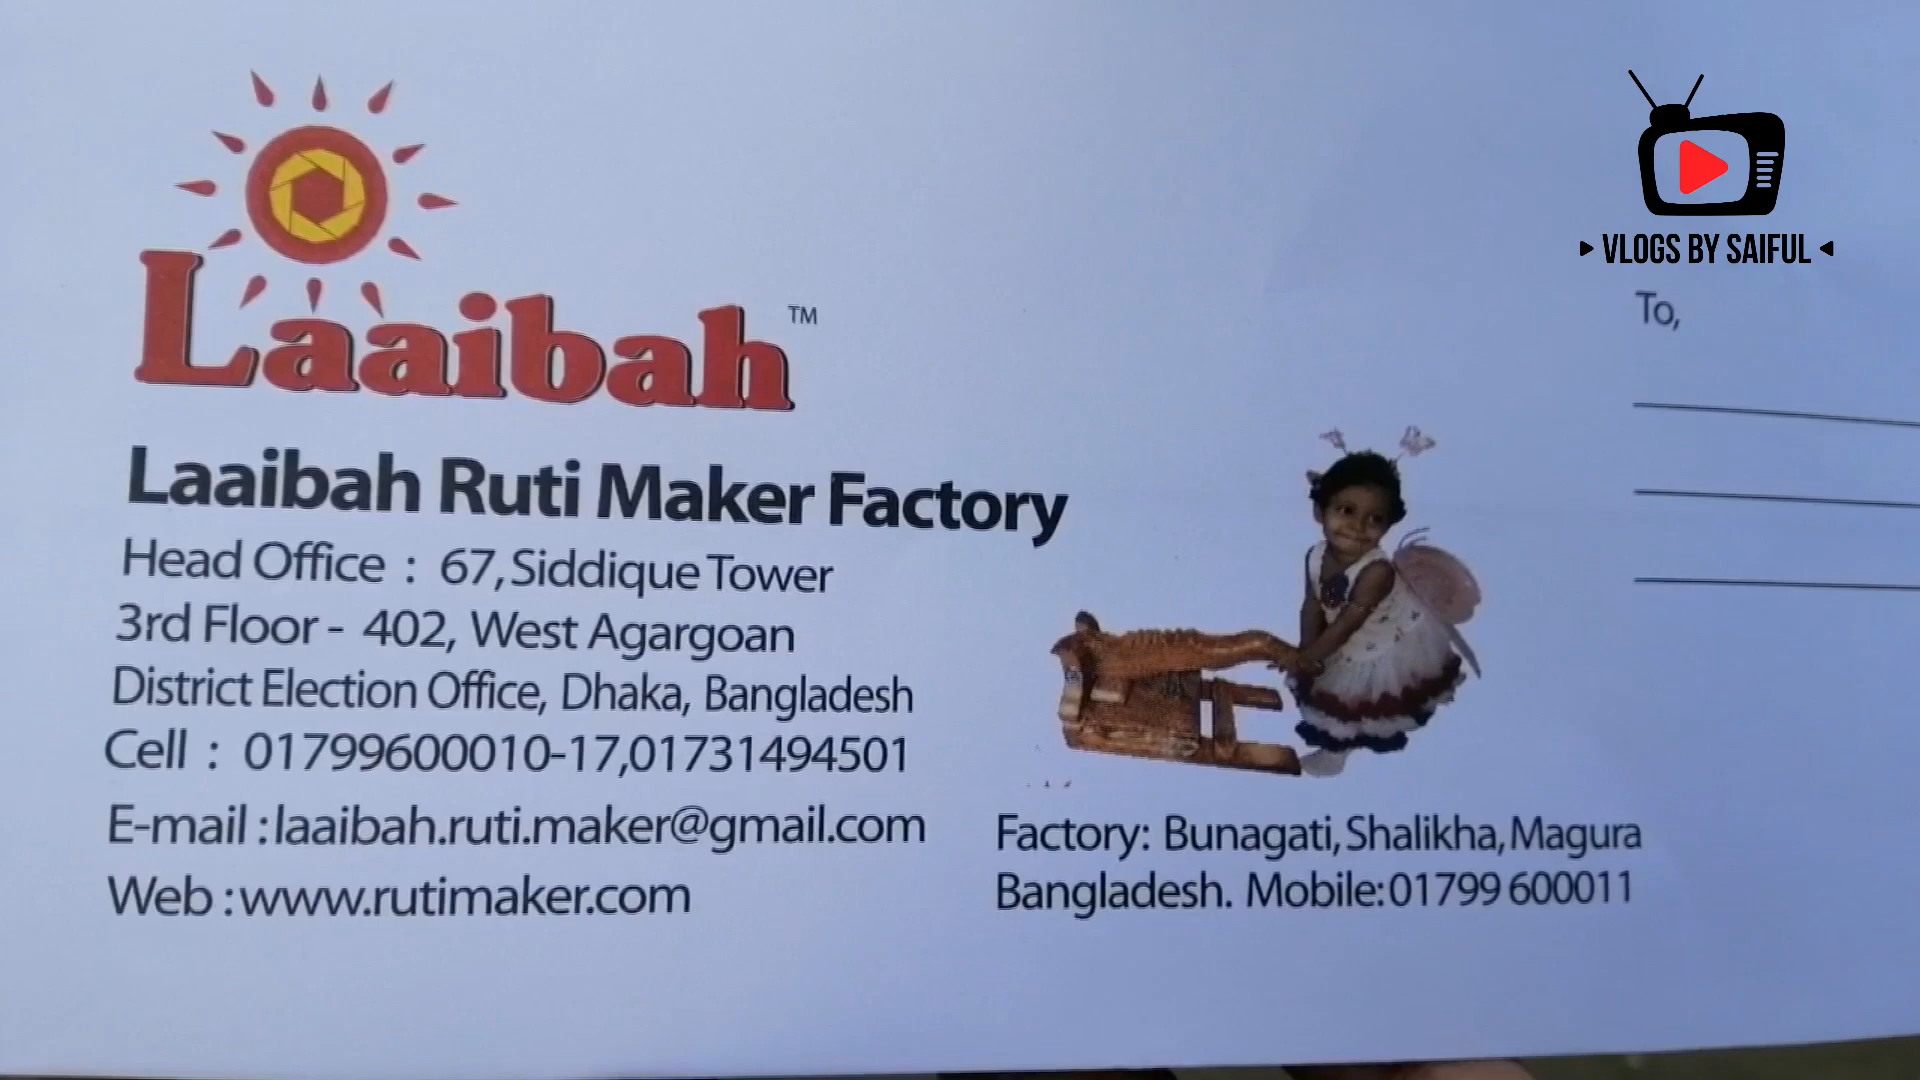 Laaibah ™
Laaibah Ruti Maker Factory
Head Office : 67, Siddique Tower
3rd Floor - 402, West Agargoan
District Election Office, Dhaka, Bangladesh
Cell : 01799600010-17,01731494501
E-mail : laaibah.ruti.maker@gmail.com
Web : www.rutimaker.com
Factory: Bunagati, Shalikha, Magura
Bangladesh. Mobile: 01799 600011
VLOGS BY SAIFUL
To,